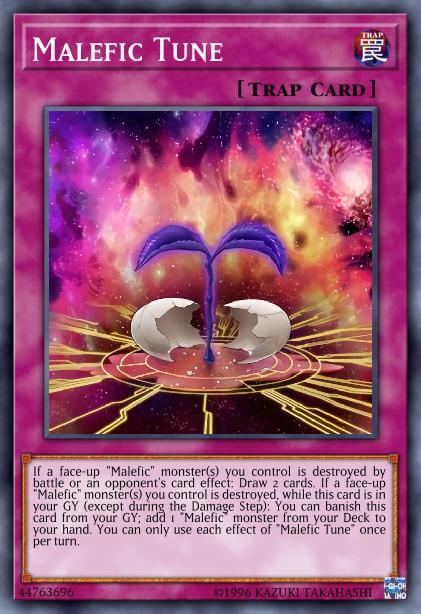 Malefic Tune
TRAP
罠
[Trap Card]
If a face-up "Malefic" monster(s) you control is destroyed by
battle or an opponent's card effect: Draw 2 cards. If a face-up
"Malefic" monster(s) you control is destroyed, while this card is in
your GY (except during the Damage Step): You can banish this
card from your GY; add 1 "Malefic" monster from your Deck to
your hand. You can only use each effect of "Malefic Tune" once
per turn.
44763696
©1996 KAZUKI TAKAHASHI